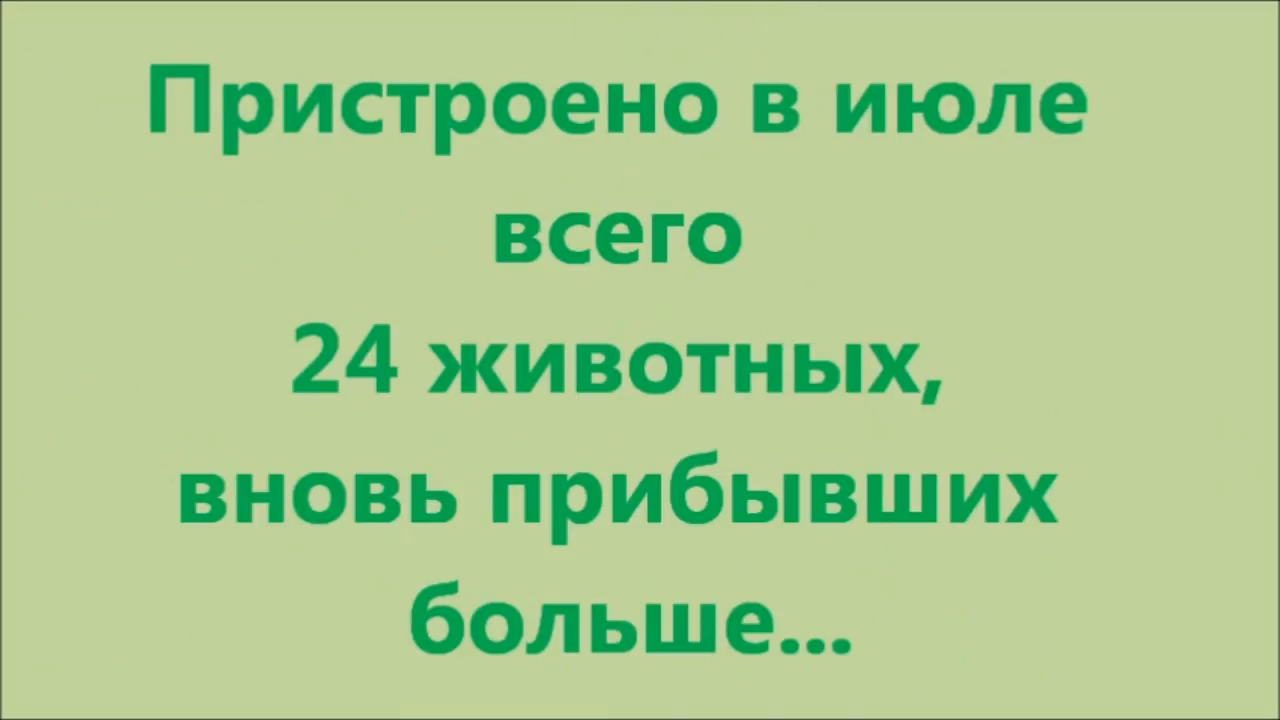 Пристроено в июле
всего
24 животных,
вновь прибывших
больше...